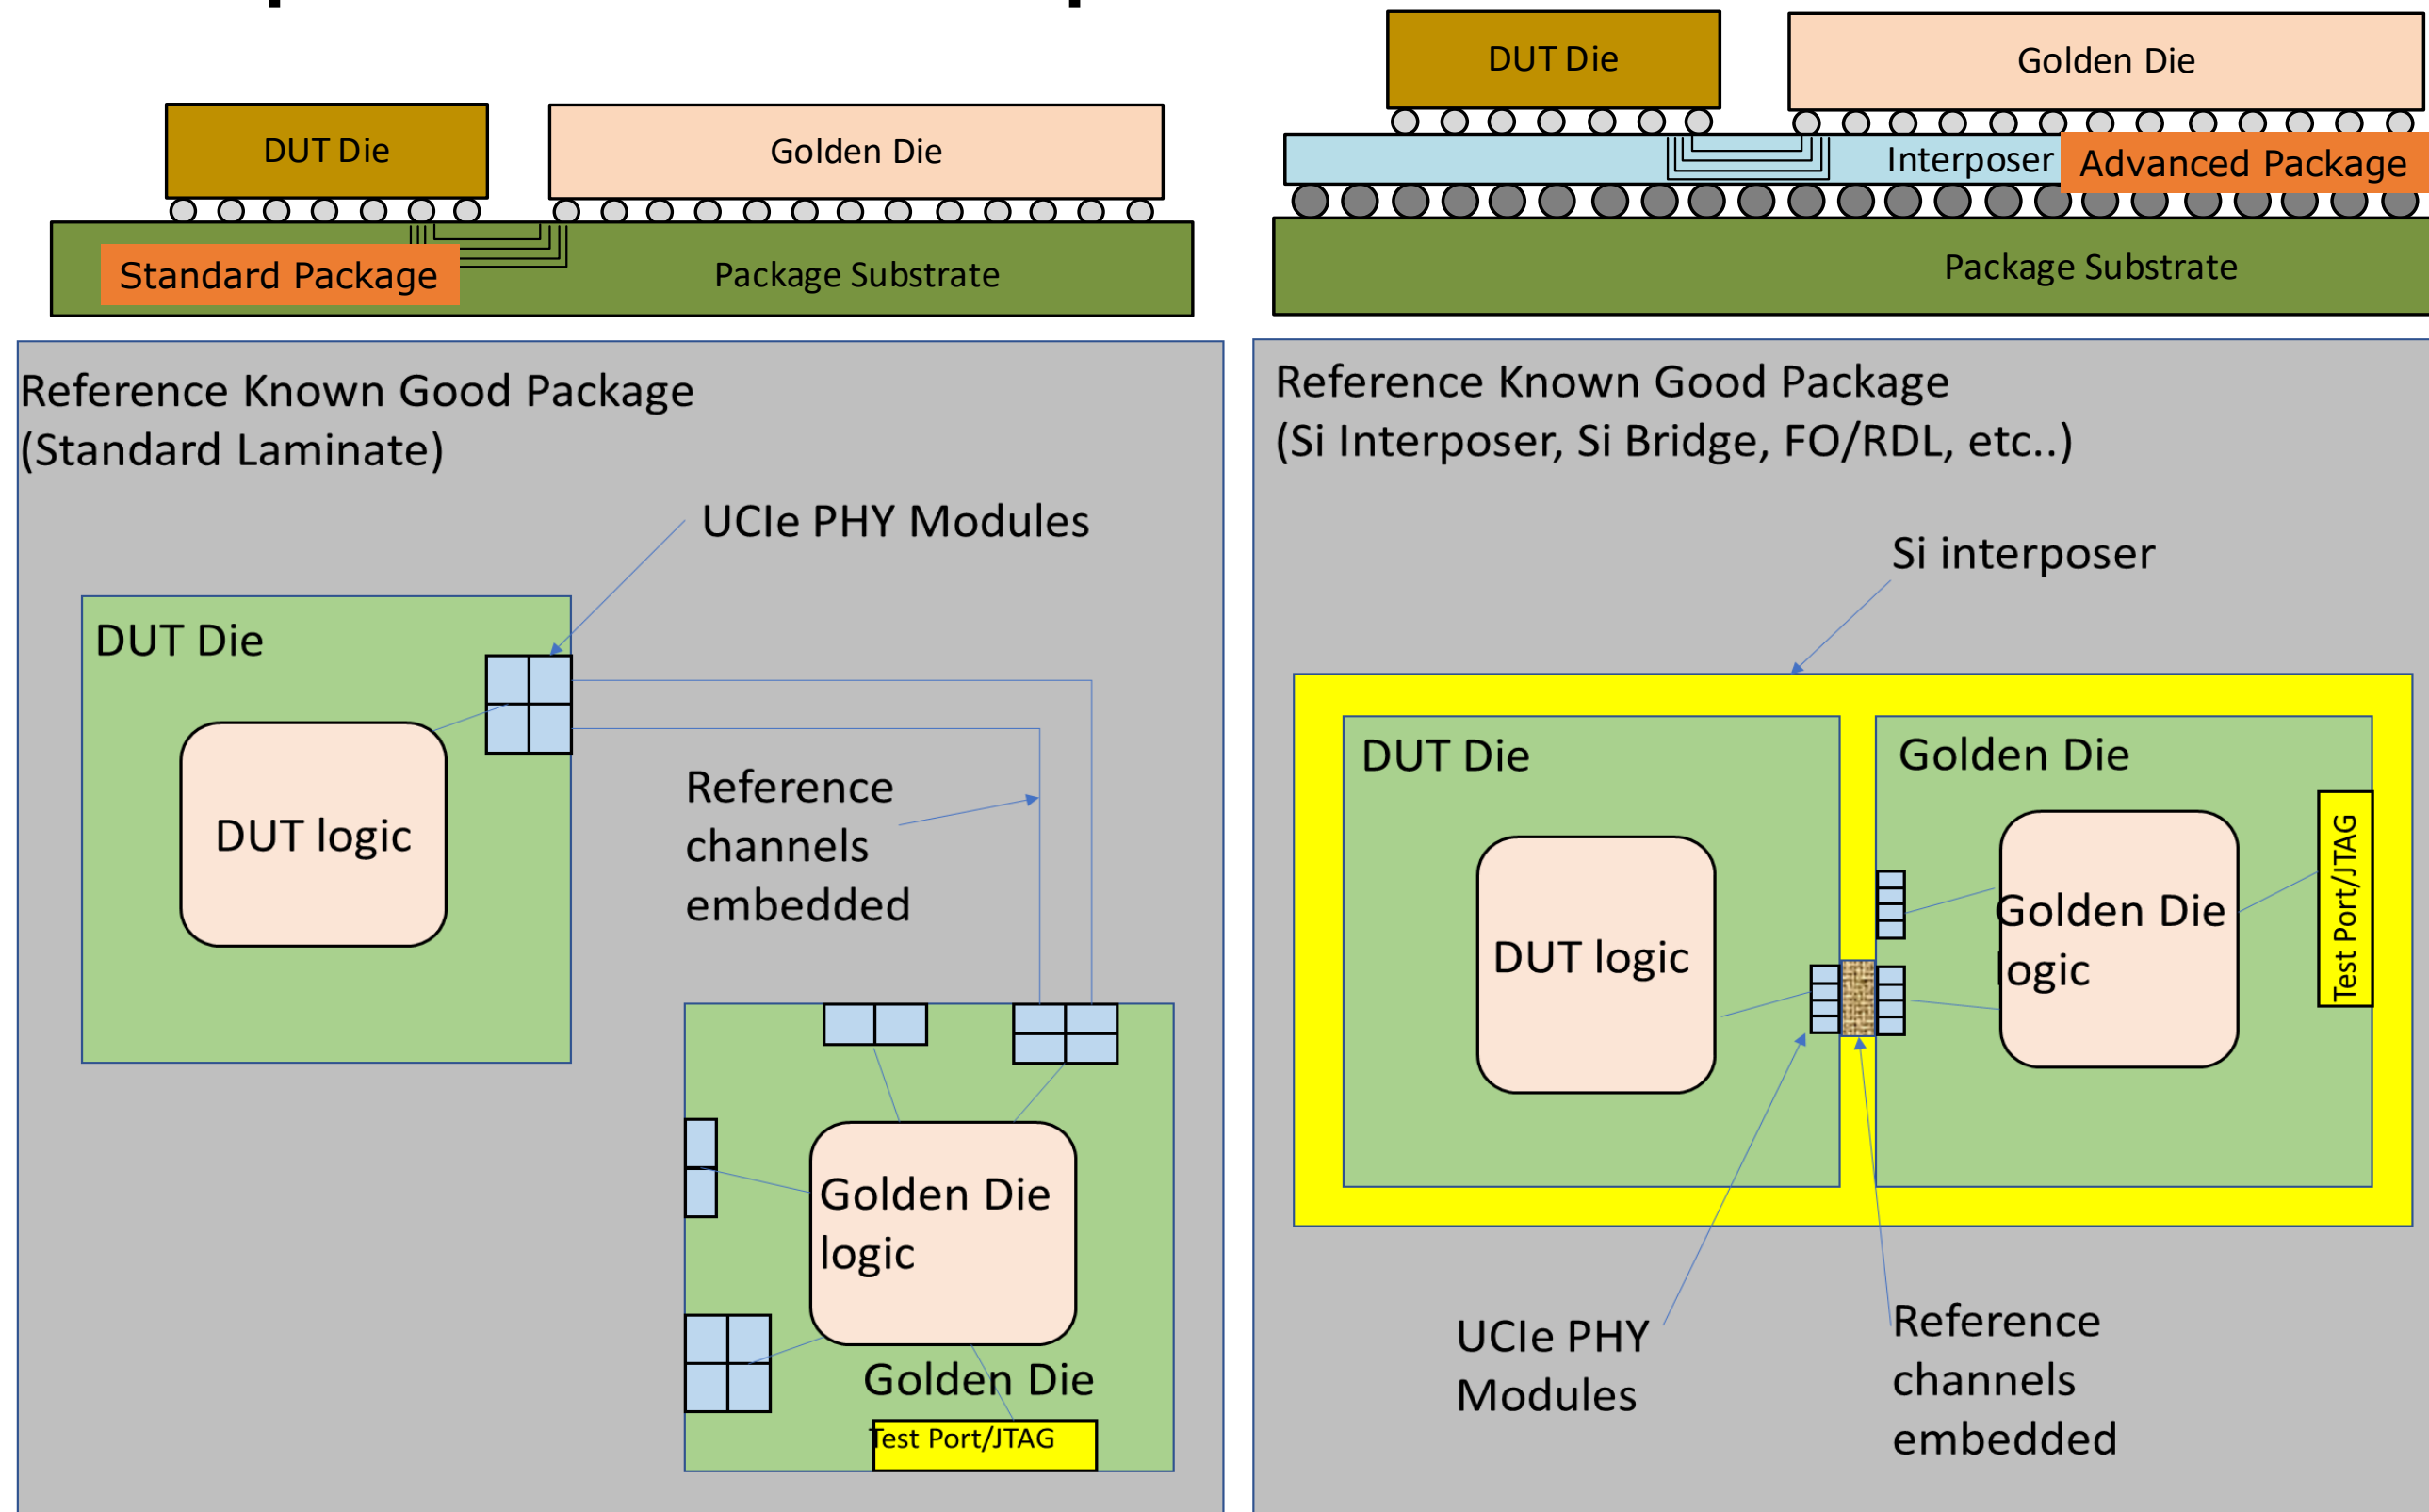 DUT Die
Golden Die
Standard Package
Package Substrate
DUT Die
Golden Die
Interposer
Advanced Package
Package Substrate
Reference Known Good Package
(Standard Laminate)
UCIe PHY Modules
DUT Die
DUT logic
Reference
channels
embedded
Golden Die
logic
Golden Die
Test Port/JTAG
Reference Known Good Package
(Si Interposer, Si Bridge, FO/RDL, etc..)
Si interposer
DUT Die
Golden Die
DUT logic
Golden Die
logic
Test Port/JTAG
UCIe PHY
Modules
Reference
channels
embedded